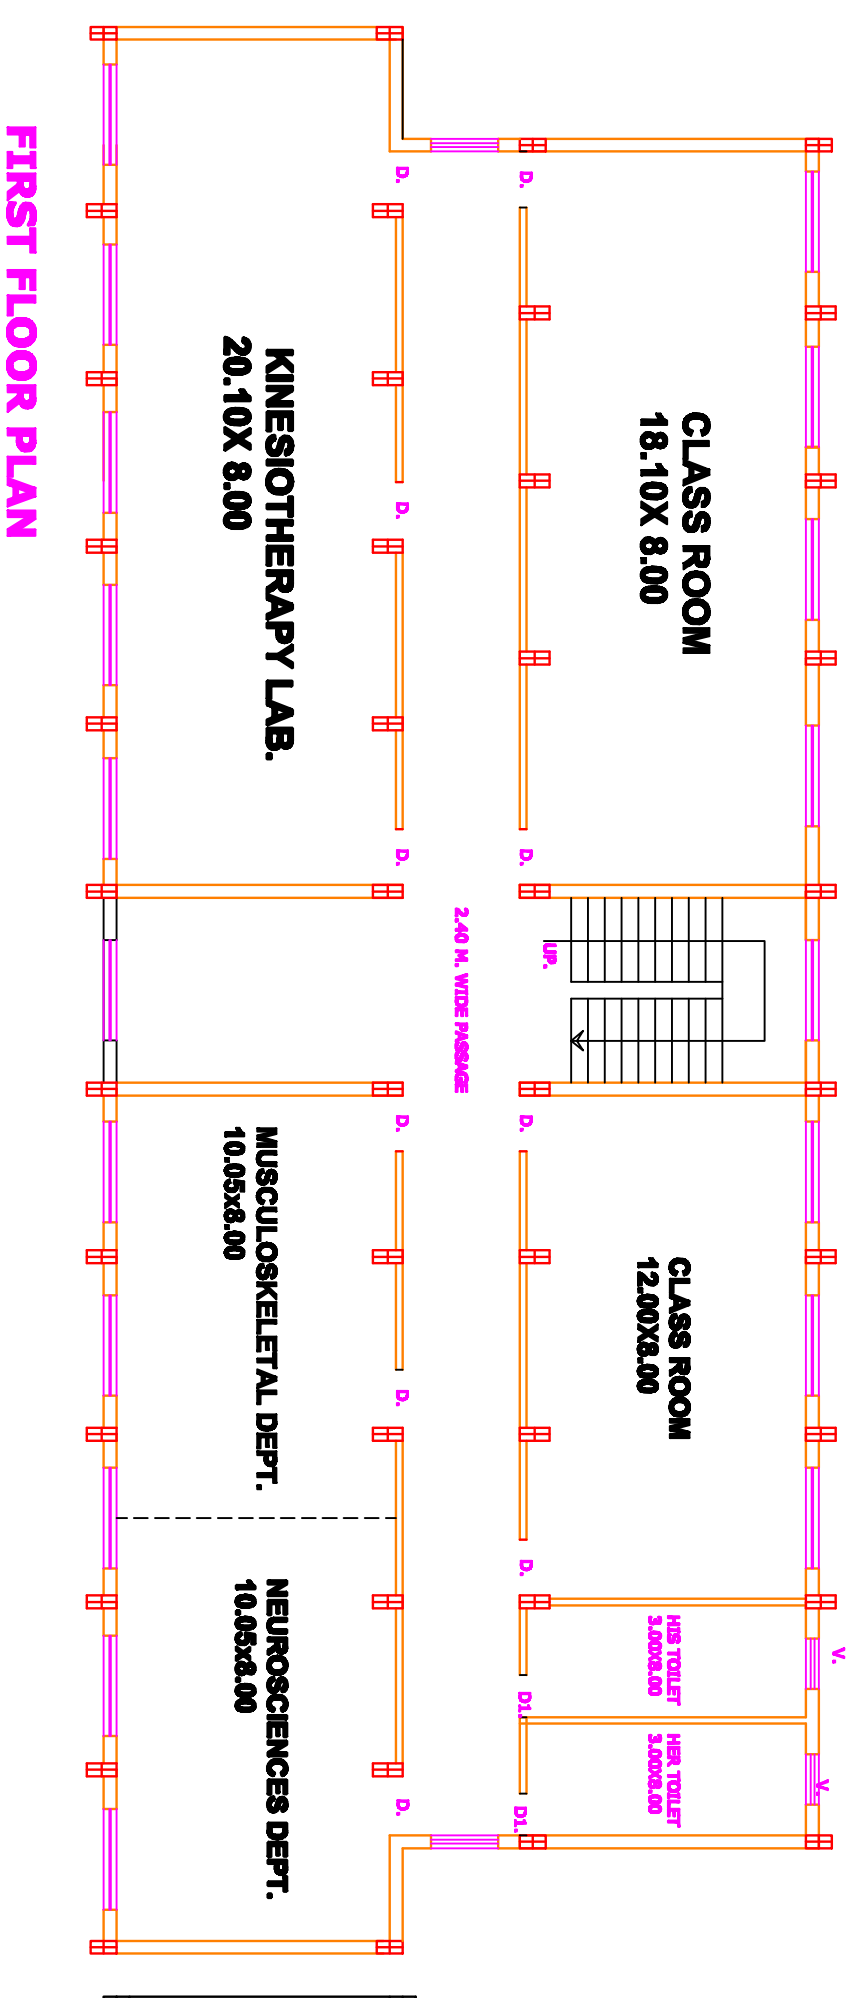 V.
V.
CLASS ROOM
18.10X 8.00
CLASS ROOM
12.00X8.00
HIS TOILET
3.00X8.00
HER TOILET
3.00X8.00
UP.
D.
D.
D.
D.
D1.
D1.
2.40 M. WIDE PASSAGE
D.
D.
D.
D.
D.
D.
KINESIOTHERAPY LAB.
20.10X 8.00
MUSCULOSKELETAL DEPT.
10.05x8.00
NEUROSCIENCES DEPT.
10.05x8.00
FIRST FLOOR PLAN